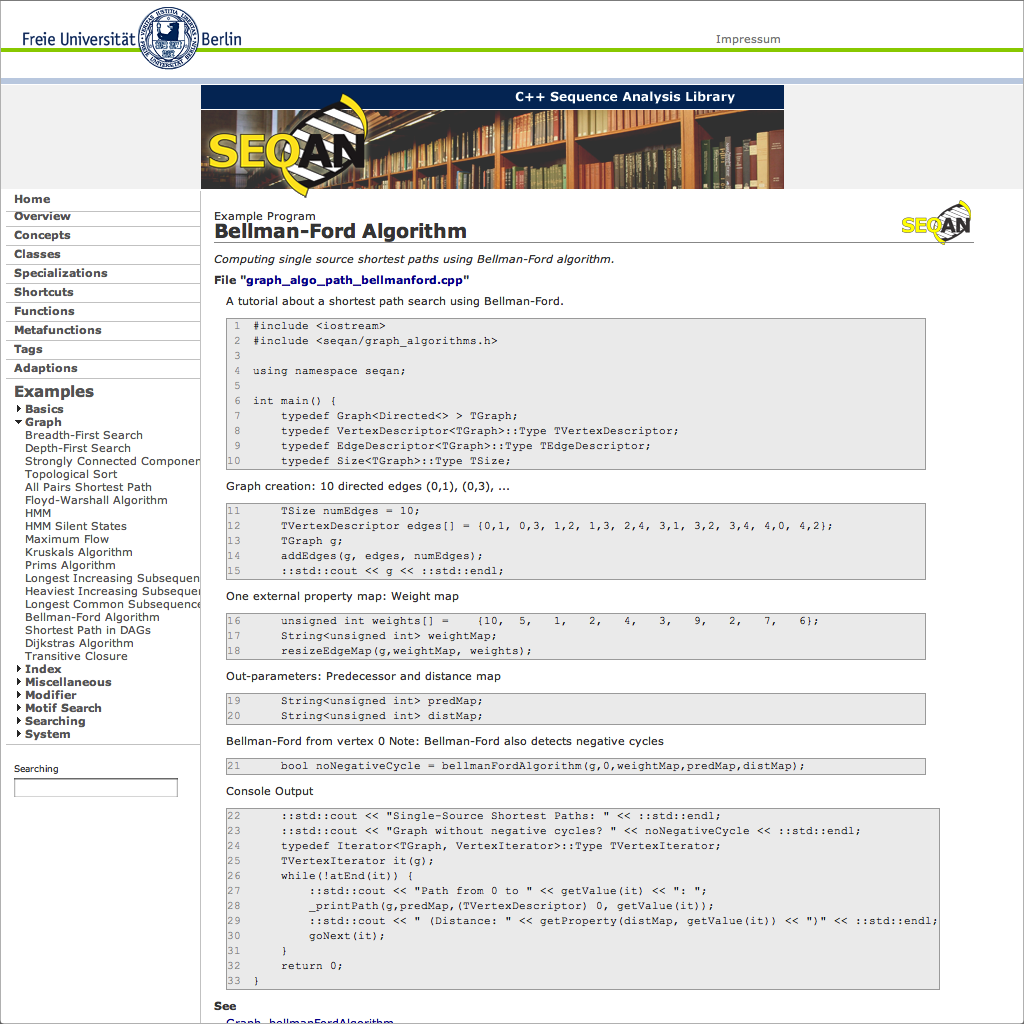 Freie Universität Berlin
Impressum
C++ Sequence Analysis Library
SEQAN
Home
Overview
Concepts
Classes
Specializations
Shortcuts
Functions
Metafunctions
Tags
Adaptions
Examples
Basics
Graph
Breadth-First Search
Depth-First Search
Strongly Connected Componen
Topological Sort
All Pairs Shortest Path
Floyd-Warshall Algorithm
HMM
HMM Silent States
Maximum Flow
Kruskals Algorithm
Prims Algorithm
Longest Increasing Subsequen
Heaviest Increasing Subsequen
Longest Common Subsequence
Bellman-Ford Algorithm
Shortest Path in DAGs
Dijkstras Algorithm
Transitive Closure
Index
Miscellaneous
Modifier
Motif Search
Searching
System
Searching
Example Program
Bellman-Ford Algorithm
SEQAN
Computing single source shortest paths using Bellman-Ford algorithm.
File "graph_algo_path_bellmanford.cpp"
A tutorial about a shortest path search using Bellman-Ford.
1 #include <iostream>
2 #include <seqan/graph_algorithms.h>
3
4 using namespace seqan;
5
6 int main() {
7     typedef Graph<Directed<> > TGraph;
8     typedef VertexDescriptor<TGraph>::Type TVertexDescriptor;
9     typedef EdgeDescriptor<TGraph>::Type TEdgeDescriptor;
10     typedef Size<TGraph>::Type TSize;
Graph creation: 10 directed edges (0,1), (0,3), ...
11     TSize numEdges = 10;
12     TVertexDescriptor edges[] = {0,1, 0,3, 1,2, 1,3, 2,4, 3,1, 3,2, 3,4, 4,0, 4,2};
13     TGraph g;
14     addEdges(g, edges, numEdges);
15     ::std::cout << g << ::std::endl;
One external property map: Weight map
16     unsigned int weights[] =    {10,  5,   1,   2,   4,   3,   9,   2,   7,   6};
17     String<unsigned int> weightMap;
18     resizeEdgeMap(g,weightMap, weights);
Out-parameters: Predecessor and distance map
19     String<unsigned int> predMap;
20     String<unsigned int> distMap;
Bellman-Ford from vertex 0 Note: Bellman-Ford also detects negative cycles
21     bool noNegativeCycle = bellmanFordAlgorithm(g,0,weightMap,predMap,distMap);
Console Output
22     ::std::cout << "Single-Source Shortest Paths: " << ::std::endl;
23     ::std::cout << "Graph without negative cycles? " << noNegativeCycle << ::std::endl;
24     typedef Iterator<TGraph, VertexIterator>::Type TVertexIterator;
25     TVertexIterator it(g);
26     while(!atEnd(it)) {
27         ::std::cout << "Path from 0 to " << getValue(it) << ": ";
28         _printPath(g,predMap,(TVertexDescriptor) 0, getValue(it));
29         ::std::cout << " (Distance: " << getProperty(distMap, getValue(it)) << ")" << ::std::endl;
30         goNext(it);
31     }
32     return 0;
33 }
See
Graph, bellmanFordAlgorithm